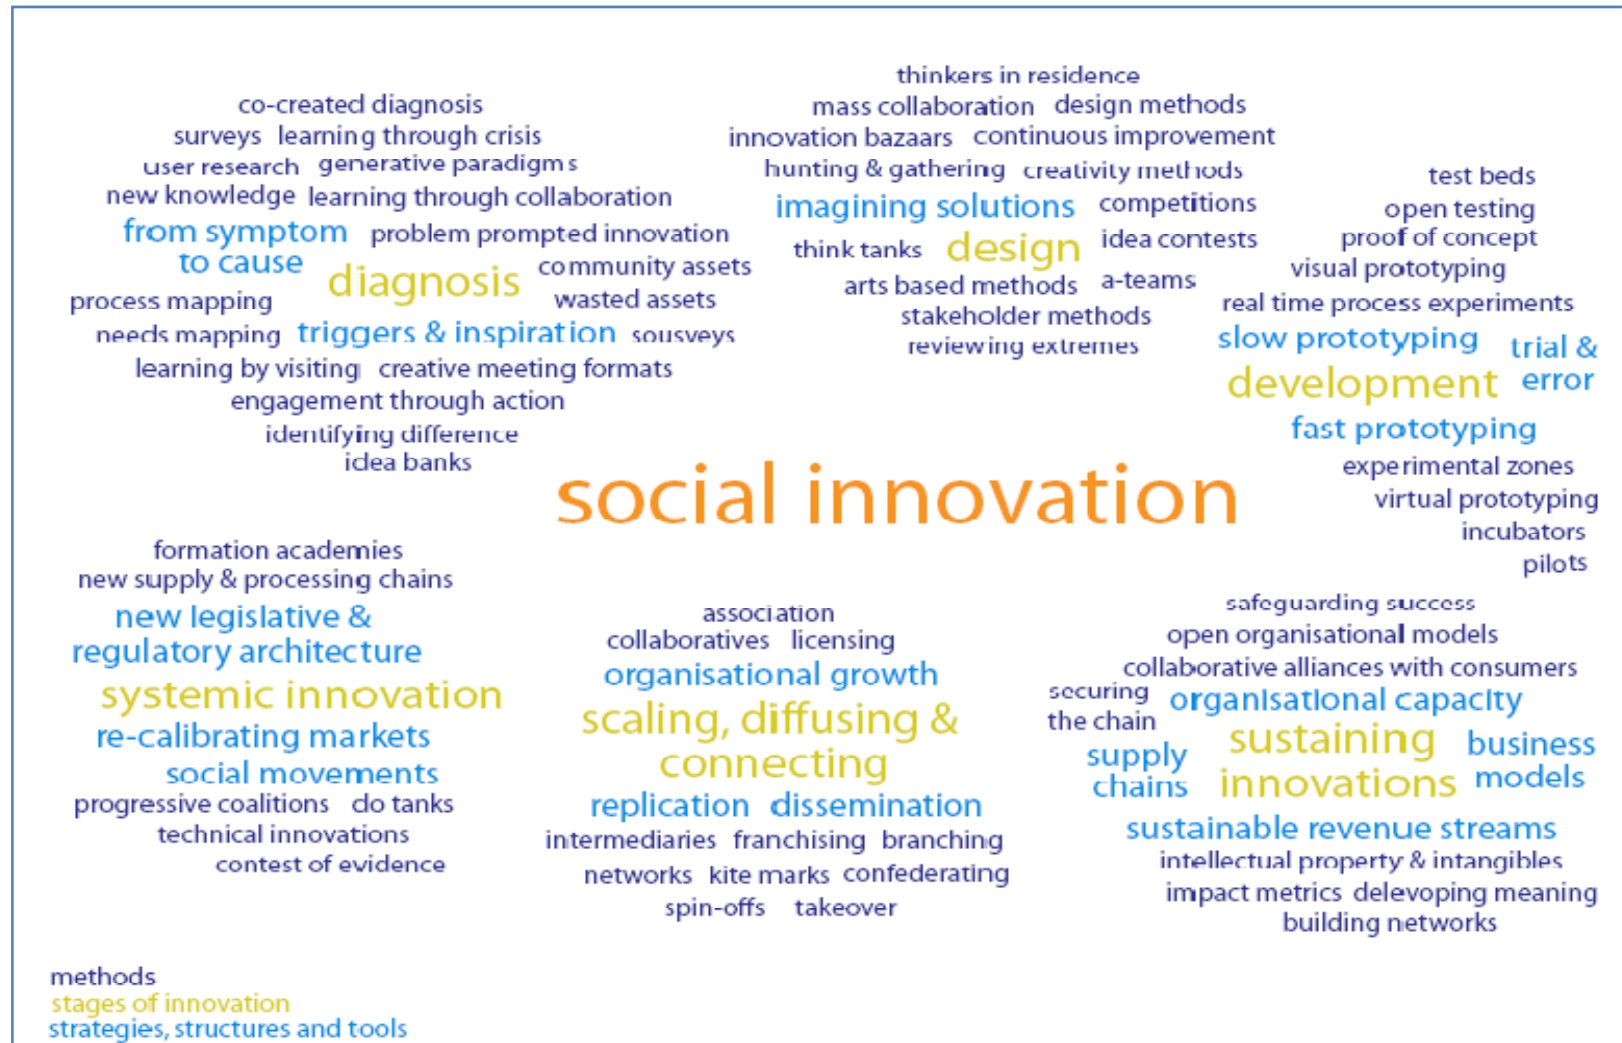 co-created diagnosis
surveys learning through crisis
user research generative paradigms
new knowledge learning through collaboration
from symptom
to cause
problem prompted innovation
diagnosis
community assets
wasted assets
process mapping
needs mapping triggers & inspiration sousveys
learning by visiting creative meeting formats
engagement through action
identifying difference
idea banks
thinkers in residence
mass collaboration design methods
innovation bazaars continuous improvement
hunting & gathering creativity methods
imagining solutions competitions
think tanks design idea contests
arts based methods a-teams
stakeholder methods
reviewing extremes
test beds
open testing
proof of concept
visual prototyping
real time process experiments
slow prototyping
trial &
error
development
fast prototyping
experimental zones
virtual prototyping
incubators
pilots
social innovation
formation academies
new supply & processing chains
new legislative &
regulatory architecture
systemic innovation
re-calibrating markets
social movements
progressive coalitions do tanks
technical innovations
contest of evidence
association
collaboratives licensing
organisational growth
scaling, diffusing &
connecting
replication dissemination
intermediaries franchising branching
networks kite marks confederating
spin-offs takeover
safeguarding success
open organisational models
collaborative alliances with consumers
securing
the chain
organisational capacity
supply
chains
sustaining
innovations
business
models
sustainable revenue streams
intellectual property & intangibles
impact metrics delevoping meaning
building networks
methods
stages of innovation
strategies, structures and tools